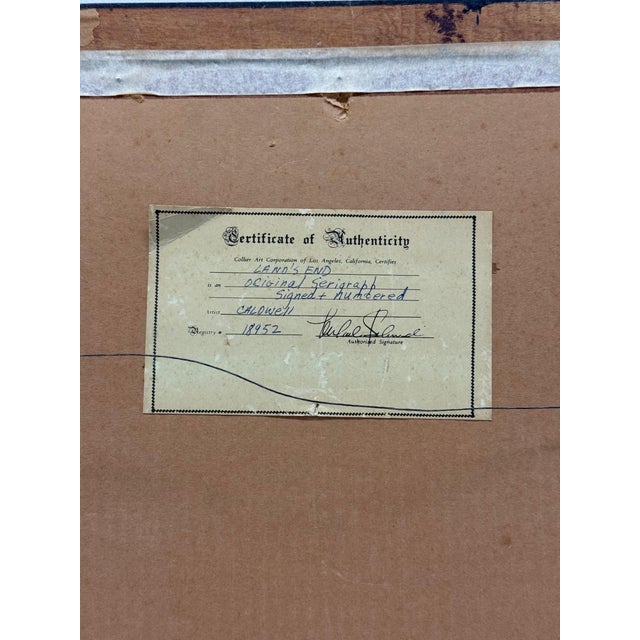 Certificate of Authenticity
Collier Art Corporation of Los Angeles, California, Certifies
LAND'S END
is an original Serigraph
Signed + numbered
Artist CALDWEll
Registry # 18952
Authorized Signature